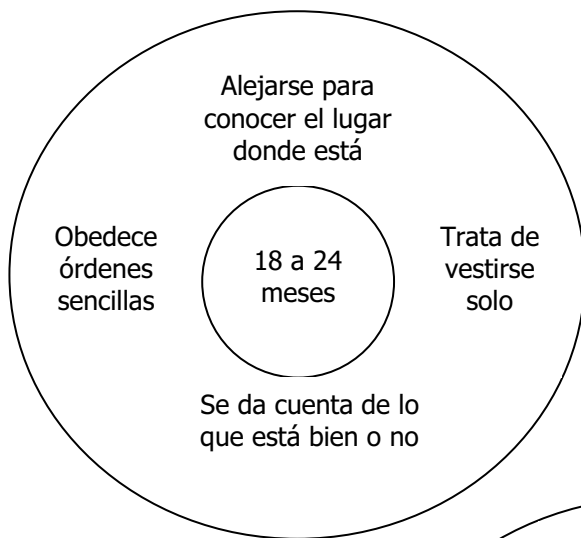 Alejarse para
conocer el lugar
donde está
Obedece
órdenes
sencillas
18 a 24
meses
Trata de
vestirse
solo
Se da cuenta de lo
que está bien o no